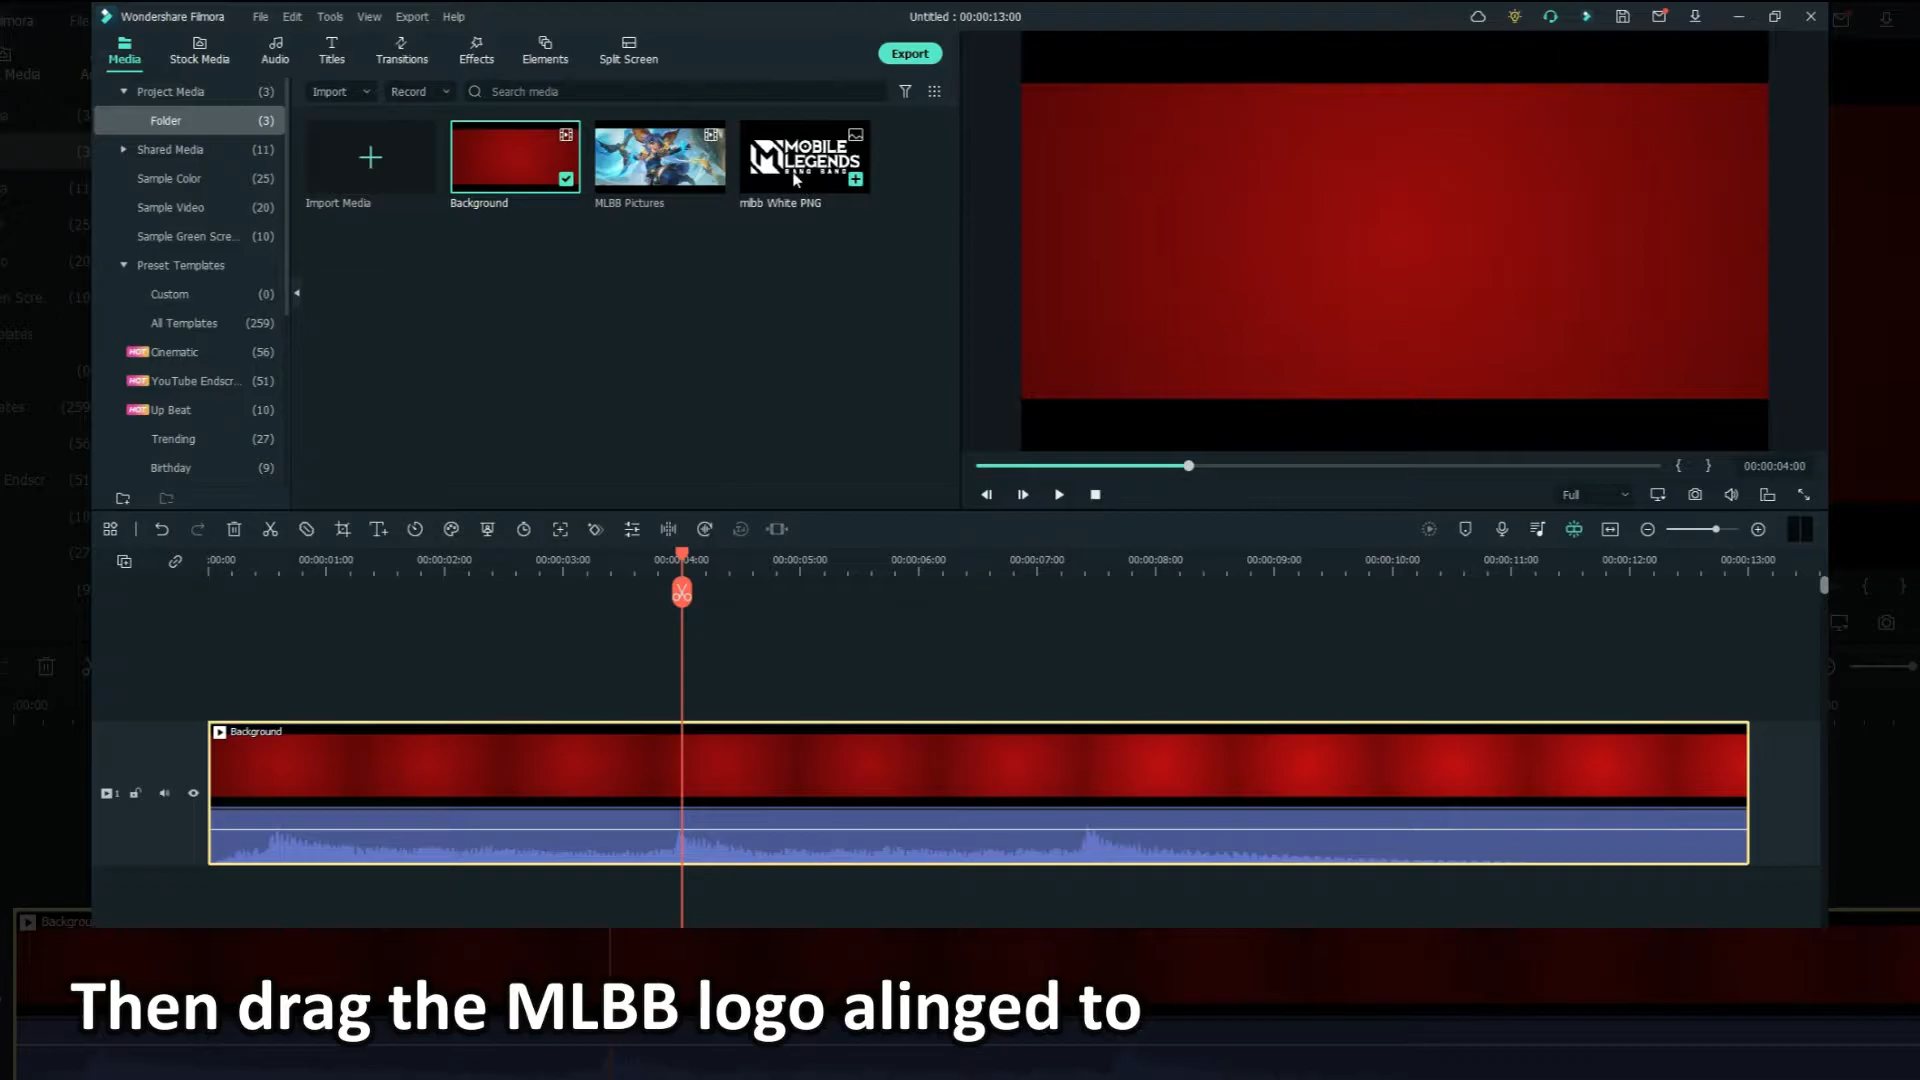 Wondershare Filmora File Edit Tools View Export Help Untitled : 00:00:13:00
Media Stock Media Audio Titles Transitions Effects Elements Split Screen Export
Project Media (3) Import Record Search media
Folder (3)
Shared Media (11)
Sample Color (25)
Sample Video (20)
Sample Green Scre... (10)
Preset Templates
Custom (0)
All Templates (259)
HOT Cinematic (56)
HOT YouTube Endscr... (51)
HOT Up Beat (10)
Trending (27)
Birthday (9)
MOBILE
LEGENDS
BANG BANG
Import Media Background MLBB Pictures mlbb White PNG
{ } 00:00:04:00
Full
:00:00 00:00:01:00 00:00:02:00 00:00:03:00 00:00:04:00 00:00:05:00 00:00:06:00 00:00:07:00 00:00:08:00 00:00:09:00 00:00:10:00 00:00:11:00 00:00:12:00 00:00:13:00
Background
1
Then drag the MLBB logo alinged to